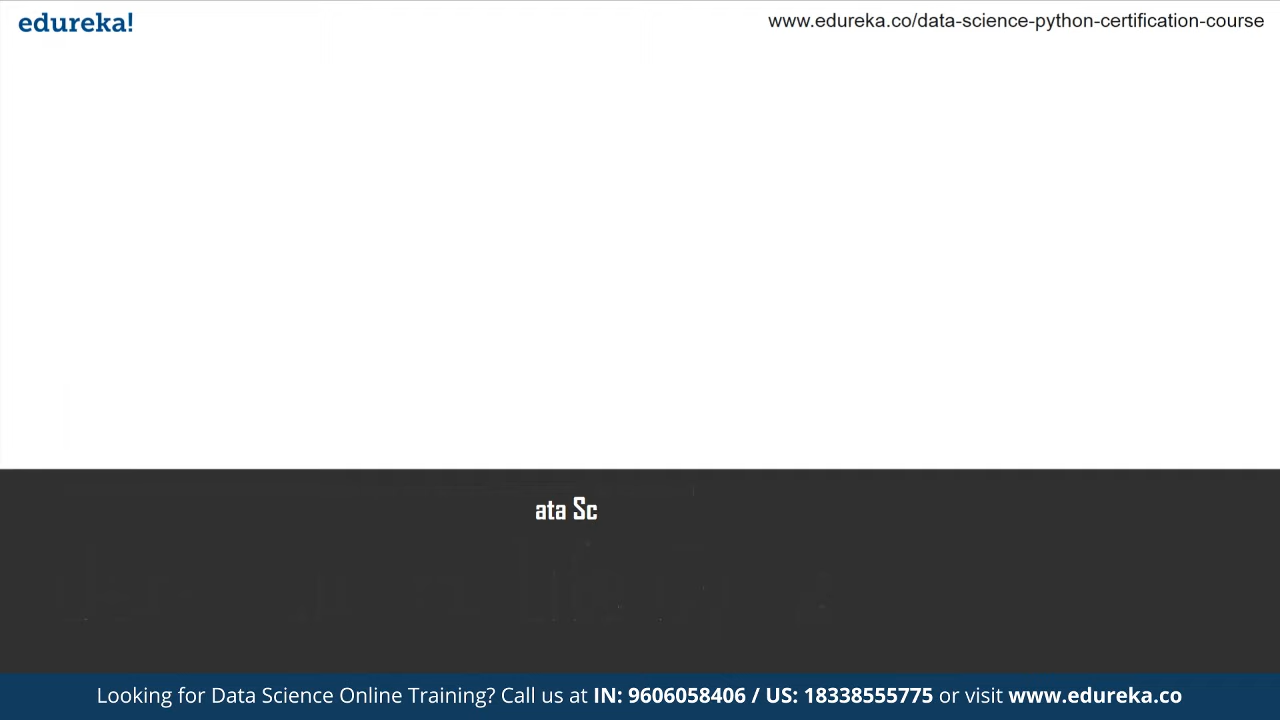 edureka!
www.edureka.co/data-science-python-certification-course
ata Sc
Looking for Data Science Online Training? Call us at IN: 9606058406 / US: 18338555775 or visit www.edureka.co